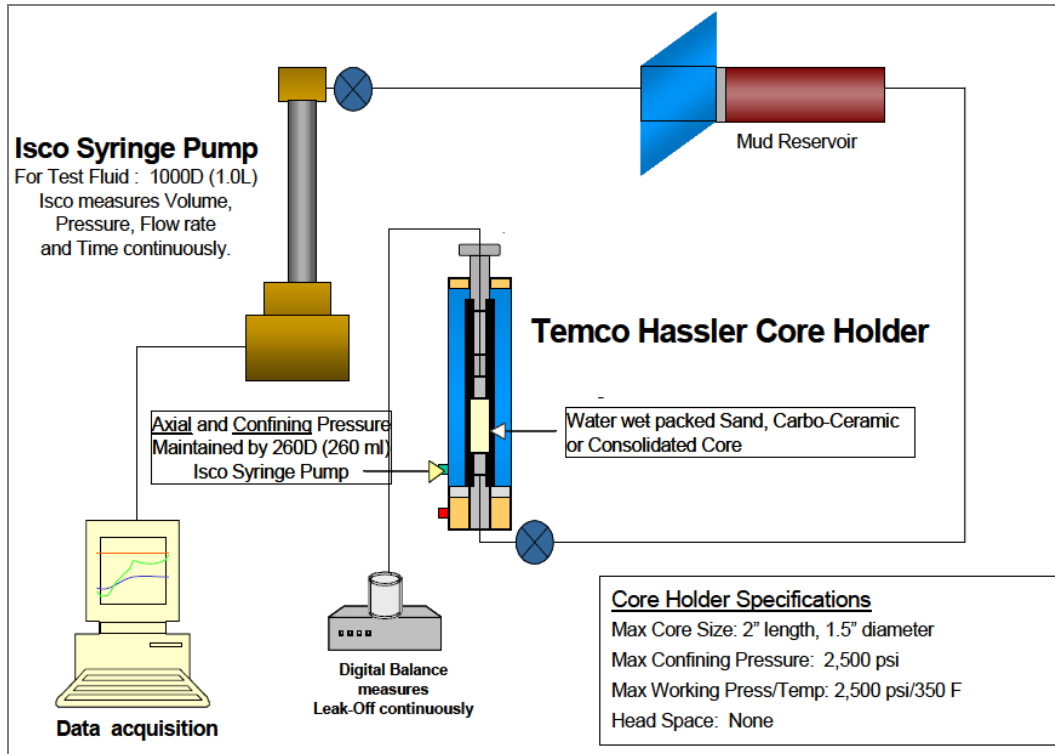 Isco Syringe Pump
For Test Fluid : 1000D (1.0L)
Isco measures Volume,
Pressure, Flow rate
and Time continuously.
Mud Reservoir
Temco Hassler Core Holder
Axial and Confining Pressure
Maintained by 260D (260 ml)
Isco Syringe Pump
Water wet packed Sand, Carbo-Ceramic
or Consolidated Core
Data acquisition
Digital Balance
measures
Leak-Off continuously
Core Holder Specifications
Max Core Size: 2” length, 1.5” diameter
Max Confining Pressure: 2,500 psi
Max Working Press/Temp: 2,500 psi/350 F
Head Space: None